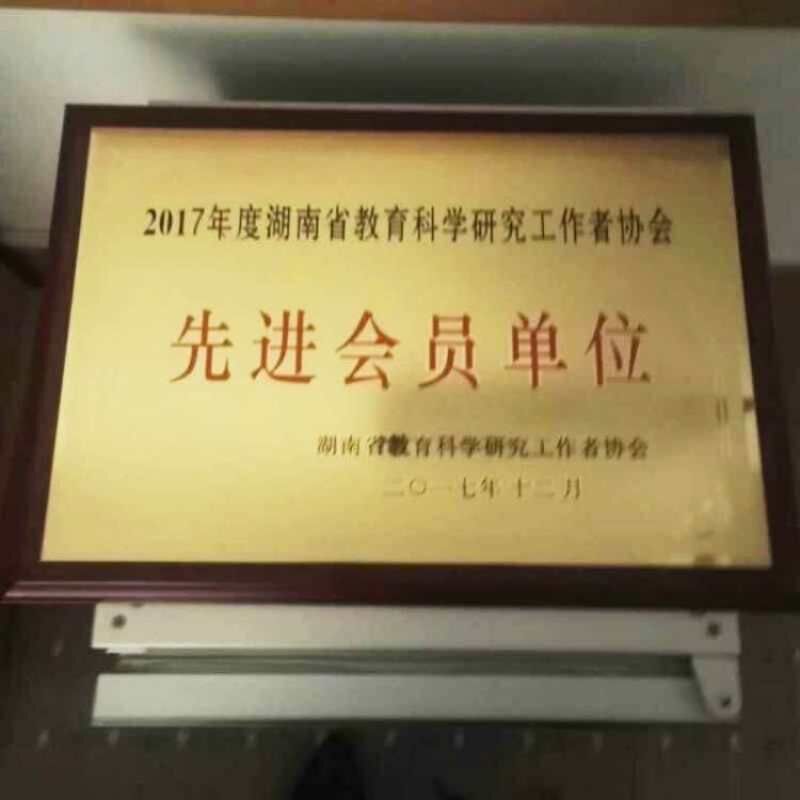 2017年度湖南省教育科学研究工作者协会
先进会员单位
湖南省教育科学研究工作者协会
二〇一七年十二月